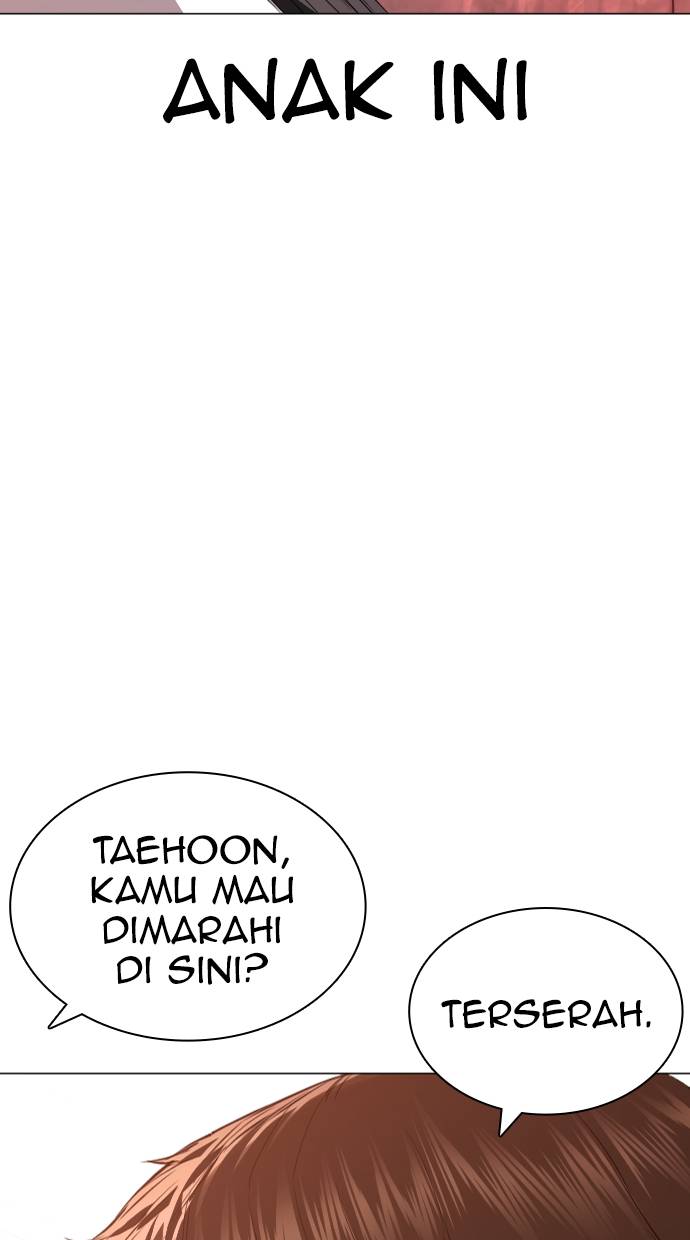 ANAK INI
TAEHOON,
KAMU MAU
DIMARAHI
DI SINI?
TERSERAH.